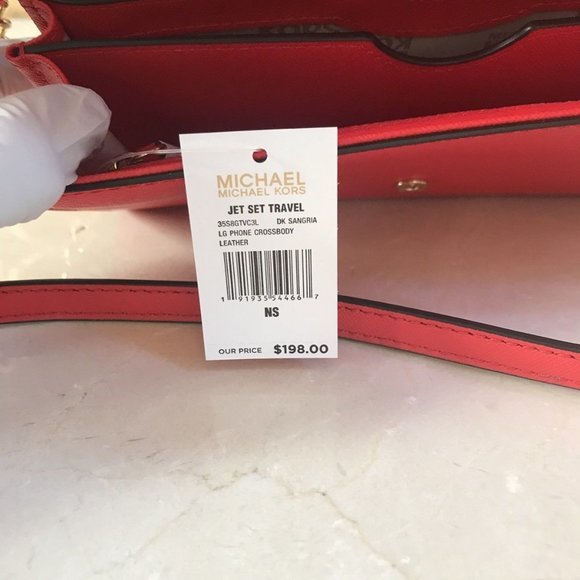 MICHAEL
MICHAEL KORS
JET SET TRAVEL
35S8GTVC3L DK SANGRIA
LG PHONE CROSSBODY
LEATHER
1 91935 54466 7
NS
OUR PRICE $198.00